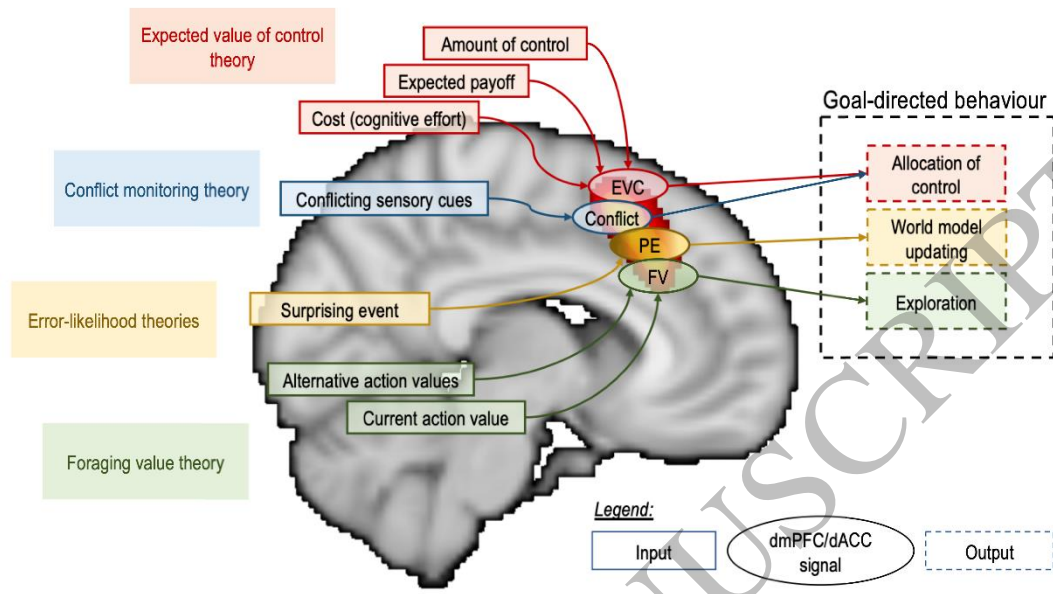 Expected value of control
theory
Amount of control
Expected payoff
Cost (cognitive effort)
Goal-directed behaviour
Conflict monitoring theory
Conflicting sensory cues
EVC
Conflict
PE
FV
Allocation of
control
World model
updating
Exploration
Error-likelihood theories
Surprising event
Alternative action values
Current action value
Foraging value theory
Legend:
Input
dmPFC/dACC
signal
Output